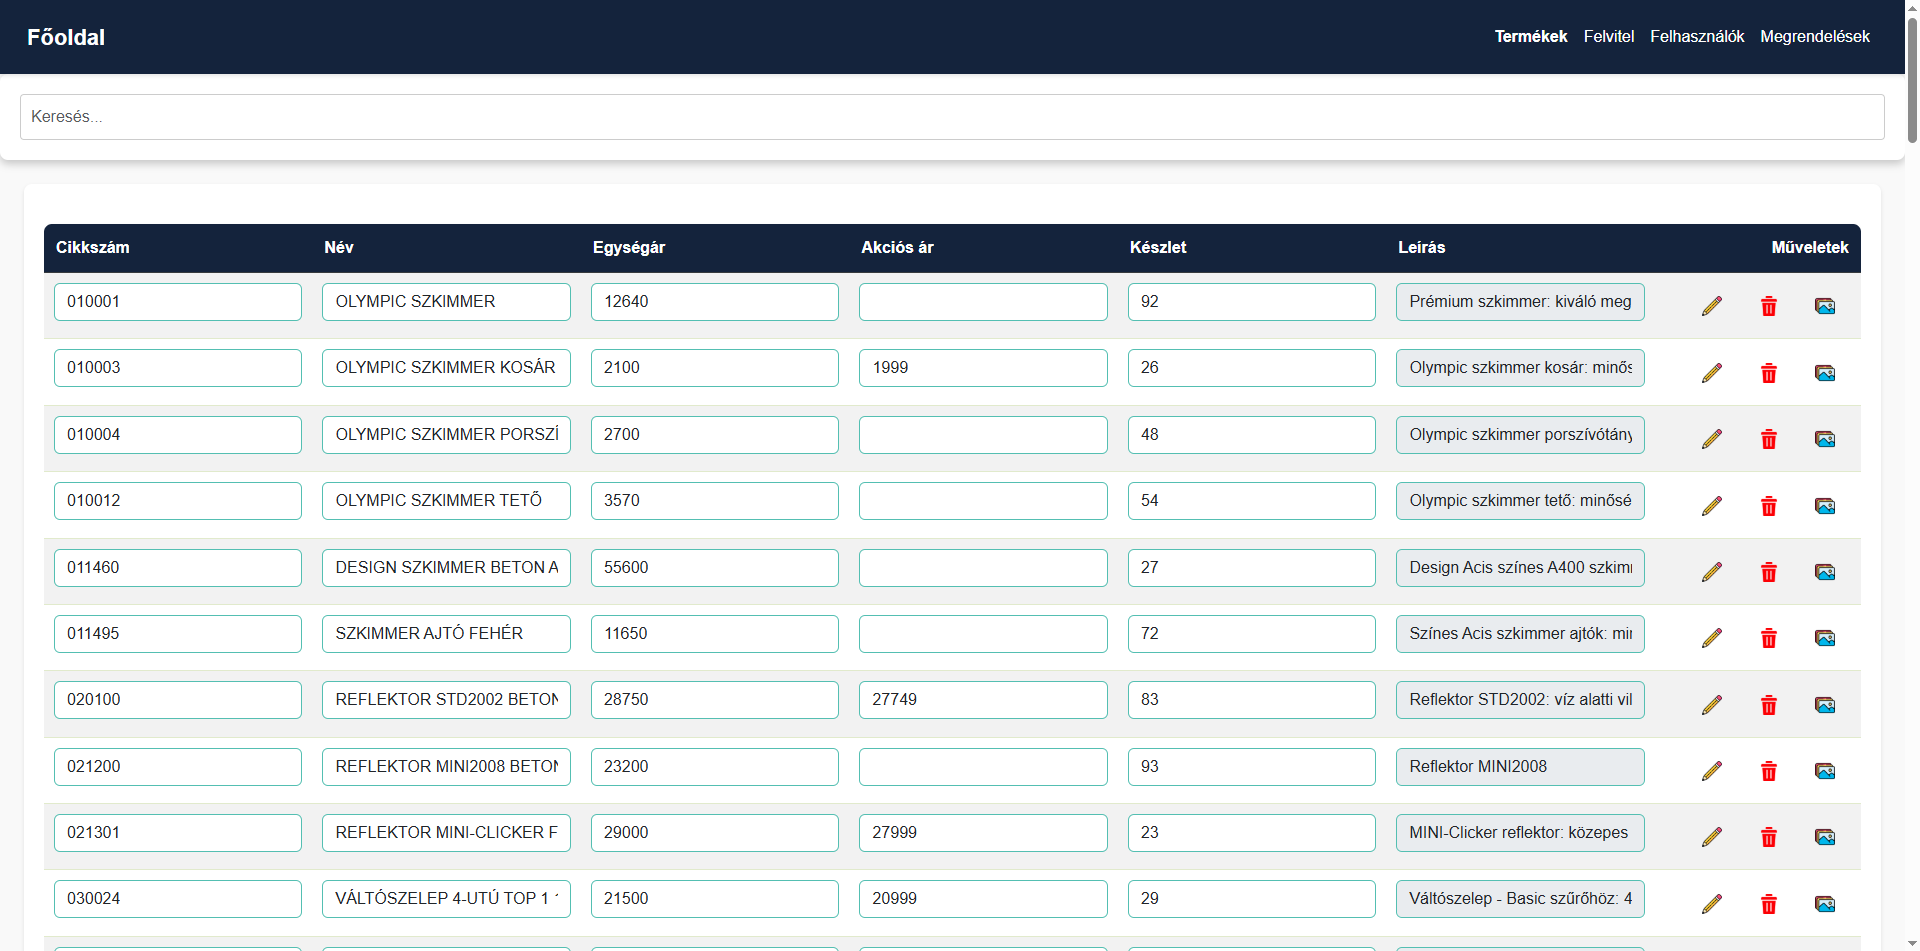 Főoldal
Termékek Felvitel Felhasználók Megrendelések
Keresés...
Cikkszám Név Egységár Akciós ár Készlet Leírás Műveletek
010001 OLYMPIC SZKIMMER 12640 92 Prémium szkimmer: kiváló meg
010003 OLYMPIC SZKIMMER KOSÁR 2100 1999 26 Olympic szkimmer kosár: minős
010004 OLYMPIC SZKIMMER PORSZÍ 2700 48 Olympic szkimmer porszívótány
010012 OLYMPIC SZKIMMER TETŐ 3570 54 Olympic szkimmer tető: minősé
011460 DESIGN SZKIMMER BETON A 55600 27 Design Acis színes A400 szkim
011495 SZKIMMER AJTÓ FEHÉR 11650 72 Színes Acis szkimmer ajtók: mi
020100 REFLEKTOR STD2002 BETON 28750 27749 83 Reflektor STD2002: víz alatti vil
021200 REFLEKTOR MINI2008 BETON 23200 93 Reflektor MINI2008
021301 REFLEKTOR MINI-CLICKER F 29000 27999 23 MINI-Clicker reflektor: közepes
030024 VÁLTÓSZELEP 4-UTÚ TOP 1 21500 20999 29 Váltószelep - Basic szűrőhöz: 4